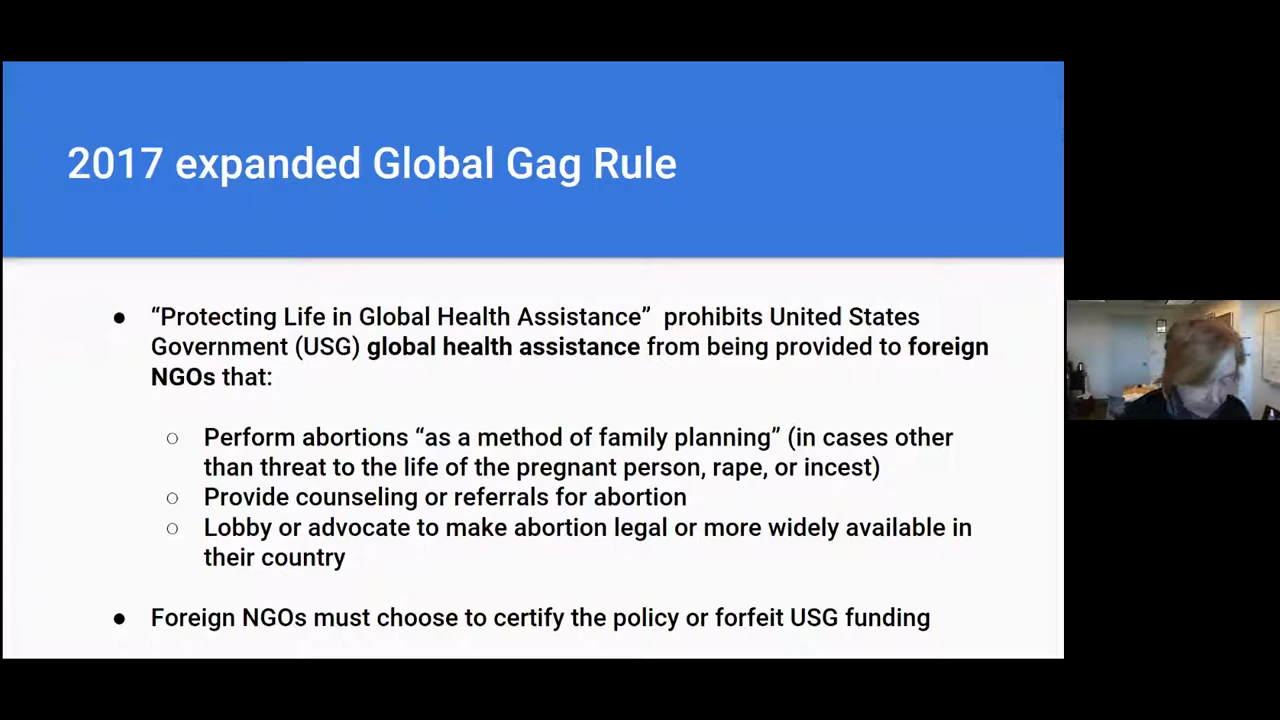 2017 expanded Global Gag Rule
● “Protecting Life in Global Health Assistance”  prohibits United States
Government (USG) global health assistance from being provided to foreign
NGOs that:
○ Perform abortions “as a method of family planning” (in cases other
than threat to the life of the pregnant person, rape, or incest)
○ Provide counseling or referrals for abortion
○ Lobby or advocate to make abortion legal or more widely available in
their country
● Foreign NGOs must choose to certify the policy or forfeit USG funding